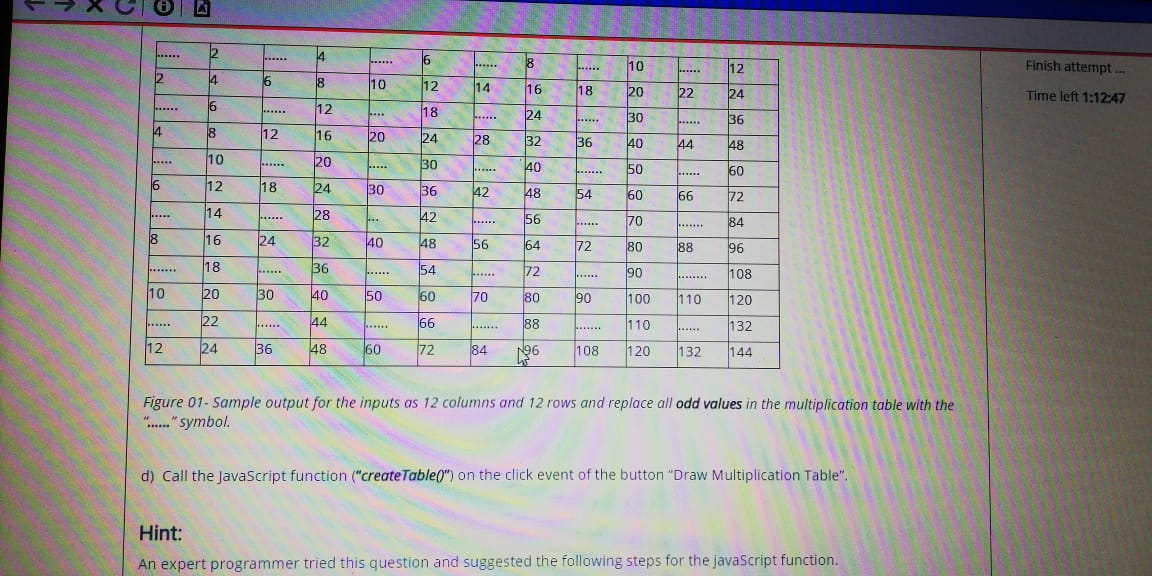 ...... 2 ...... 4 ...... 6 ...... 8 ...... 10 ...... 12
2 4 6 8 10 12 14 16 18 20 22 24
...... 6 ...... 12 .... 18 ...... 24 ...... 30 ...... 36
4 8 12 16 20 24 28 32 36 40 44 48
..... 10 ...... 20 ..... 30 ...... 40 ....... 50 ...... 60
6 12 18 24 30 36 42 48 54 60 66 72
..... 14 ...... 28 ... 42 ...... 56 ...... 70 ....... 84
8 16 24 32 40 48 56 64 72 80 88 96
....... 18 ...... 36 ...... 54 ...... 72 ...... 90 ........ 108
10 20 30 40 50 60 70 80 90 100 110 120
...... 22 ...... 44 ...... 66 ....... 88 ....... 110 ...... 132
12 24 36 48 60 72 84 96 108 120 132 144
Finish attempt ...
Time left 1:12:47
Figure 01- Sample output for the inputs as 12 columns and 12 rows and replace all odd values in the multiplication table with the
"......" symbol.
d) Call the JavaScript function ("createTable()") on the click event of the button "Draw Multiplication Table".
Hint:
An expert programmer tried this question and suggested the following steps for the javaScript function.